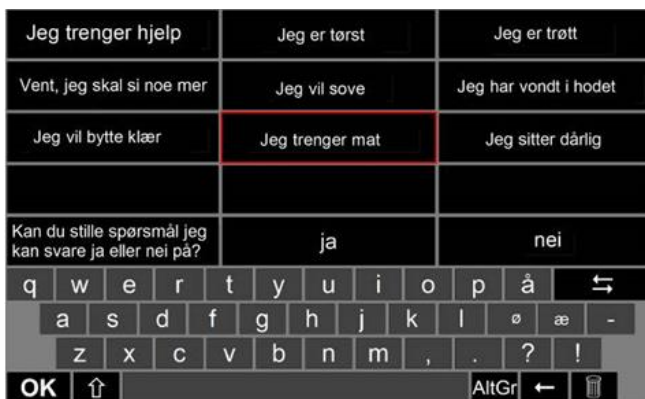 Jeg trenger hjelp
Jeg er tørst
Jeg er trøtt
Vent, jeg skal si noe mer
Jeg vil sove
Jeg har vondt i hodet
Jeg vil bytte klær
Jeg trenger mat
Jeg sitter dårlig
Kan du stille spørsmål jeg
kan svare ja eller nei på?
ja
nei
q w e r t y u i o p å
a s d f g h j k l ø æ -
z x c v b n m , . ? !
OK AltGr